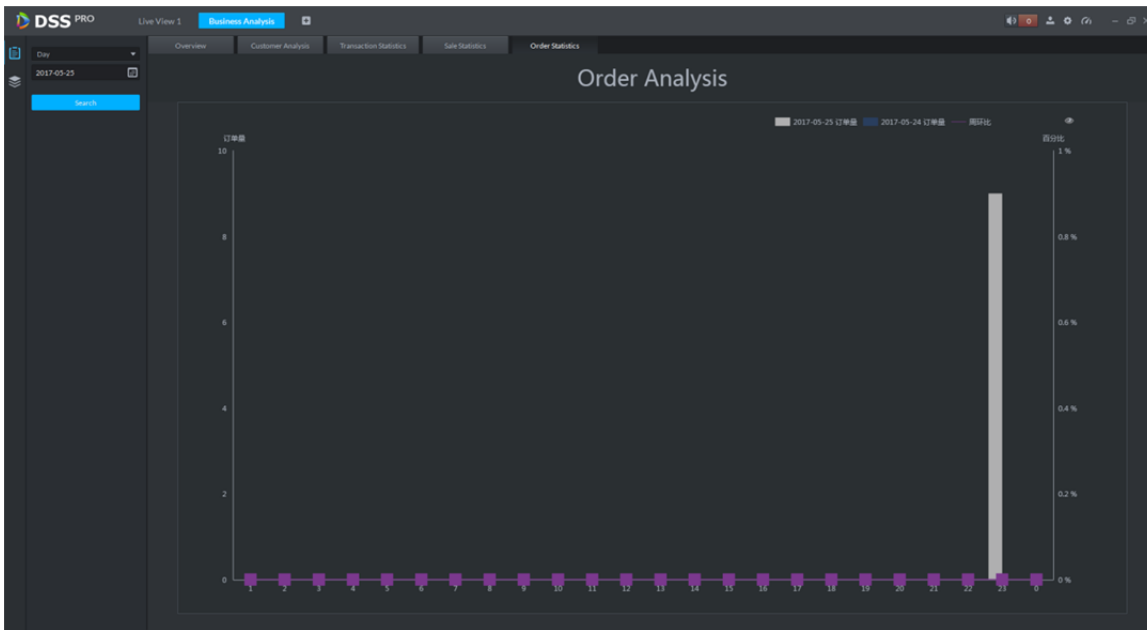 DSS PRO Live View 1 Business Analysis 0
Overview Customer Analysis Transaction Statistics Sale Statistics Order Statistics
Day
2017-05-25
Search
Order Analysis
2017-05-25 订单量 2017-05-24 订单量 周环比
订单量 百分比
10 1 %
8 0.8 %
6 0.6 %
4 0.4 %
2 0.2 %
0 0 %
1 2 3 4 5 6 7 8 9 10 11 12 13 14 15 16 17 18 19 20 21 22 23 0